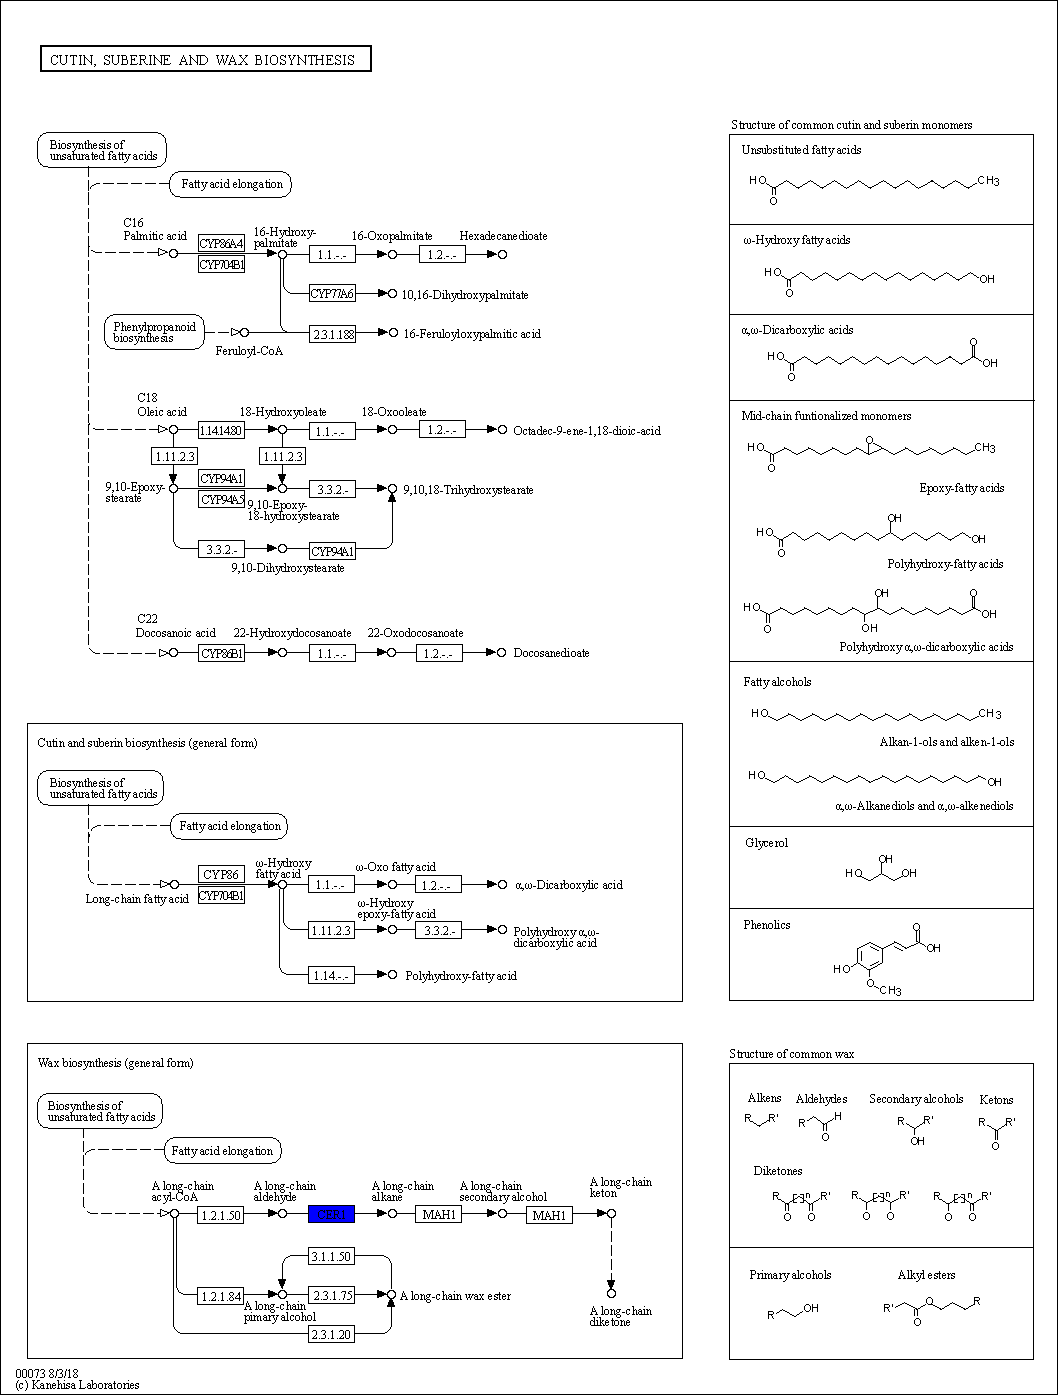 CUTIN, SUBERINE AND WAX BIOSYNTHESIS
Biosynthesis of
unsaturated fatty acids
Fatty acid elongation
C16
Palmitic acid
CYP86A4
CYP704B1
16-Hydroxy-
palmitate
1.1.-.-
16-Oxopalmitate
1.2.-.-
Hexadecanedioate
CYP77A6
10,16-Dihydroxypalmitate
Phenylpropanoid
biosynthesis
Feruloyl-CoA
2.3.1.188
16-Feruloyloxypalmitic acid
C18
Oleic acid
1.14.14.80
18-Hydroxyoleate
1.1.-.-
18-Oxooleate
1.2.-.-
Octadec-9-ene-1,18-dioic-acid
1.11.2.3
1.11.2.3
9,10-Epoxy-
stearate
CYP94A1
CYP94A5
9,10-Epoxy-
18-hydroxystearate
3.3.2.-
9,10,18-Trihydroxystearate
3.3.2.-
9,10-Dihydroxystearate
CYP94A1
C22
Docosanoic acid
CYP86B1
22-Hydroxydocosanoate
1.1.-.-
22-Oxodocosanoate
1.2.-.-
Docosanedioate
Cutin and suberin biosynthesis (general form)
Biosynthesis of
unsaturated fatty acids
Fatty acid elongation
Long-chain fatty acid
CYP86
CYP704B1
ω-Hydroxy
fatty acid
1.1.-.-
ω-Oxo fatty acid
1.2.-.-
α,ω-Dicarboxylic acid
1.11.2.3
ω-Hydroxy
epoxy-fatty acid
3.3.2.-
Polyhydroxy α,ω-
dicarboxylic acid
1.14.-.-
Polyhydroxy-fatty acid
Wax biosynthesis (general form)
Biosynthesis of
unsaturated fatty acids
Fatty acid elongation
A long-chain
acyl-CoA
1.2.1.50
A long-chain
aldehyde
CER1
A long-chain
alkane
MAH1
A long-chain
secondary alcohol
MAH1
A long-chain
keton
3.1.1.50
1.2.1.84
A long-chain
pimary alcohol
2.3.1.75
A long-chain wax ester
2.3.1.20
A long-chain
diketone
00073 8/3/18
(c) Kanehisa Laboratories
Structure of common cutin and suberin monomers
Unsubstituted fatty acids
HO
O
CH3
ω-Hydroxy fatty acids
HO
O
OH
α,ω-Dicarboxylic acids
HO
O
O
OH
Mid-chain funtionalized monomers
HO
O
O
CH3
Epoxy-fatty acids
HO
O
OH
OH
Polyhydroxy-fatty acids
HO
O
OH
OH
O
OH
Polyhydroxy α,ω-dicarboxylic acids
Fatty alcohols
HO
CH3
Alkan-1-ols and alken-1-ols
HO
OH
α,ω-Alkanediols and α,ω-alkenediols
Glycerol
OH
HO
OH
Phenolics
O
OH
HO
O
CH3
Structure of common wax
Alkens
Aldehydes
Secondary alcohols
Ketons
R
R'
R
H
O
R
R'
OH
R
R'
O
Diketones
R
n
R'
O
O
R
n
R'
O
O
R
n
R'
O
O
Primary alcohols
Alkyl esters
R
OH
R'
O
O
R